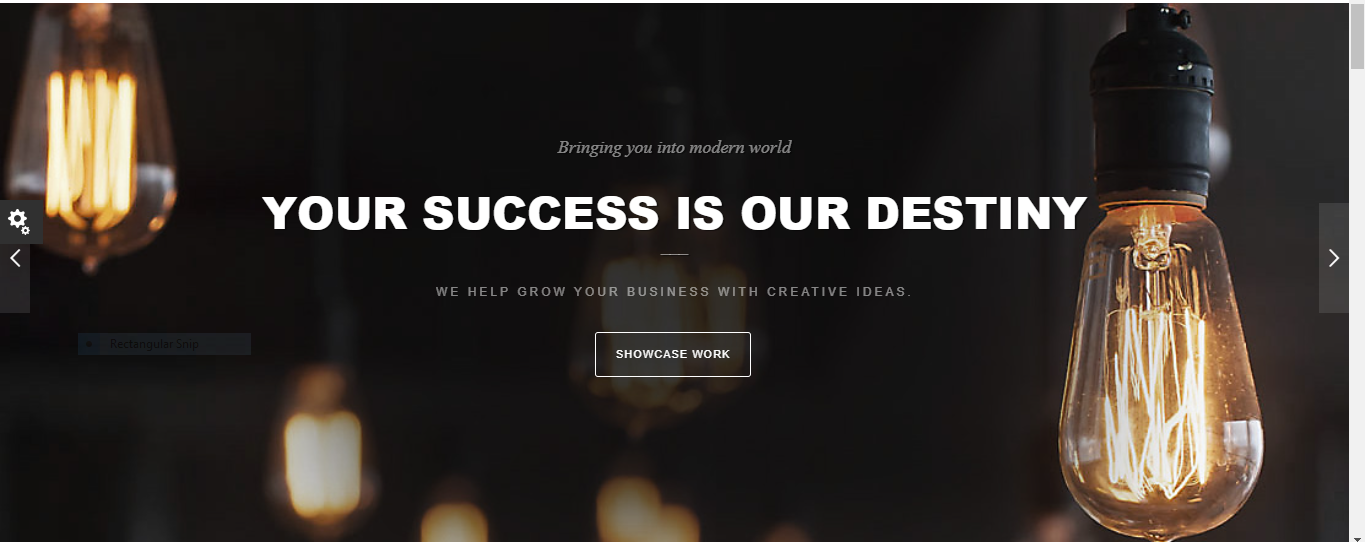 Bringing you into modern world
YOUR SUCCESS IS OUR DESTINY
WE HELP GROW YOUR BUSINESS WITH CREATIVE IDEAS.
Rectangular Snip
SHOWCASE WORK